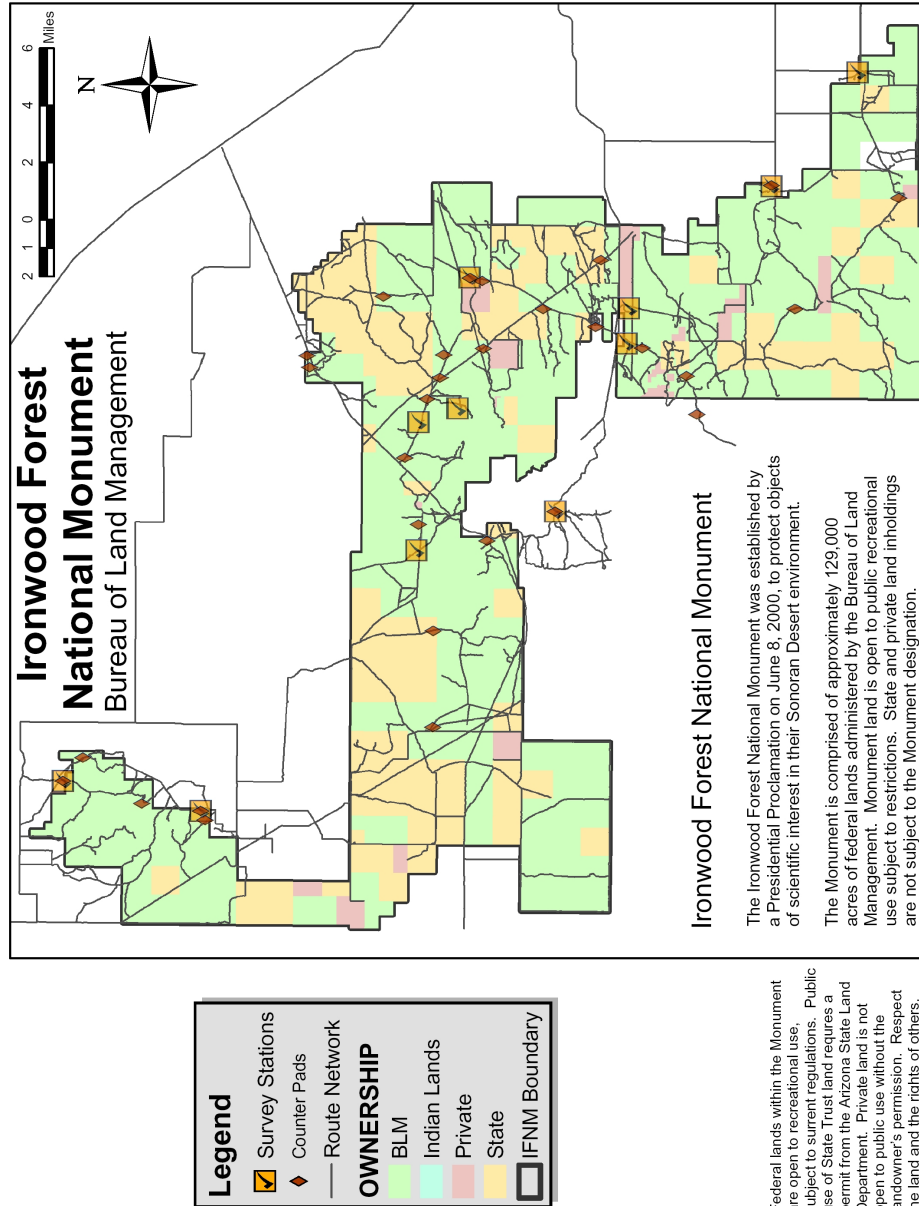 Ironwood Forest
National Monument
Bureau of Land Management
2 1 0 2 4 6
Miles
N
Ironwood Forest National Monument
The Ironwood Forest National Monument was established by
a Presidential Proclamation on June 8, 2000, to protect objects
of scientific interest in their Sonoran Desert environment.
The Monument is comprised of approximately 129,000
acres of federal lands administered by the Bureau of Land
Management. Monument land is open to public recreational
use subject to restrictions. State and private land inholdings
are not subject to the Monument designation.
Legend
Survey Stations
Counter Pads
Route Network
OWNERSHIP
BLM
Indian Lands
Private
State
IFNM Boundary
ederal lands within the Monument
re open to recreational use,
ubject to surrent regulations. Public
se of State Trust land requres a
ermit from the Arizona State Land
epartment. Private land is not
pen to public use without the
andowner's permission. Respect
he land and the rights of others.